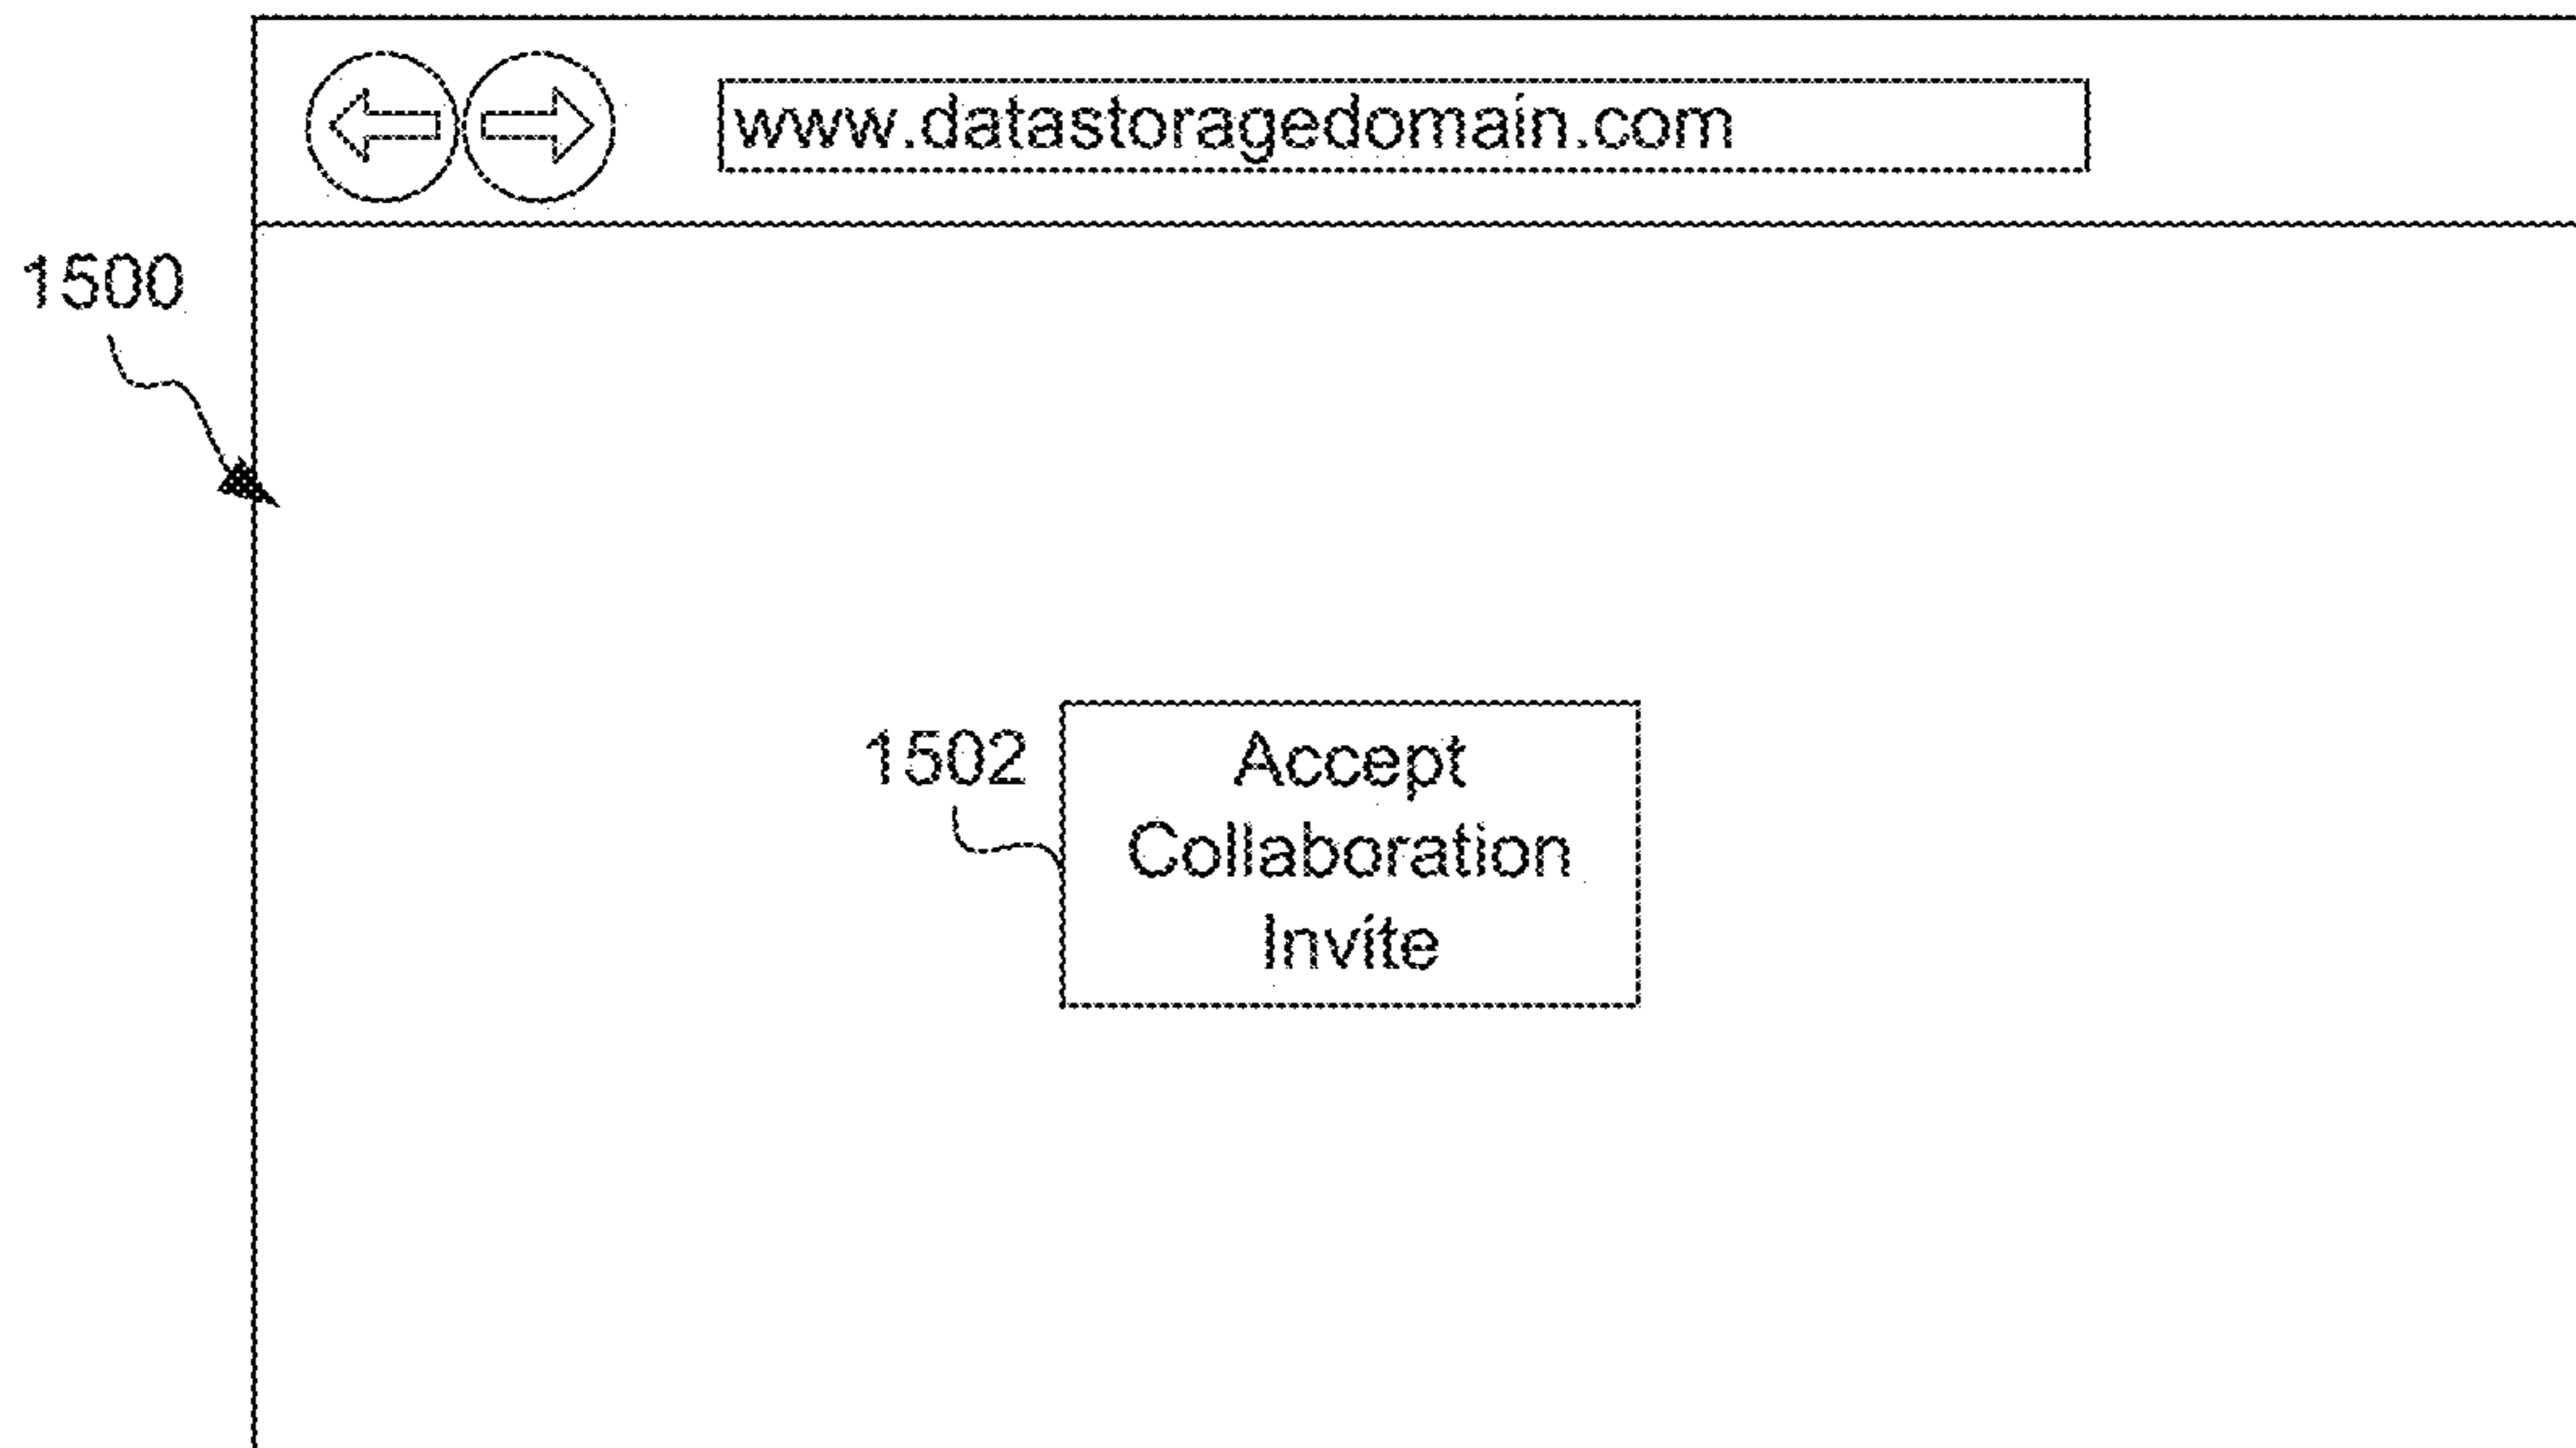 www.datastoragedomain.com
1500
1502
Accept
Collaboration
Invite